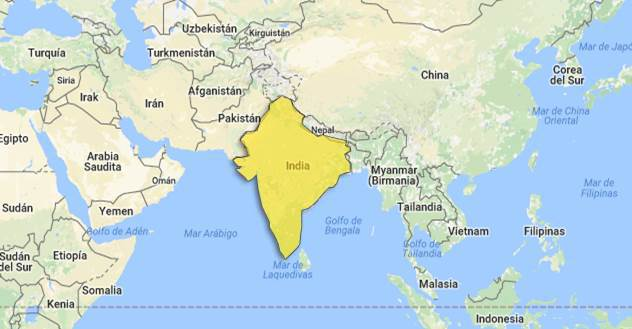 Mar de Japón
Uzbekistán
Kirguistán
Turquía
Turkmenistán
Corea
del Sur
China
Siria
Afganistán
Irak
Irán
Mar de China
Oriental
Pakistán
Nepal
Egipto
Arabia
Saudita
India
Myanmar
(Birmania)
Omán
Mar de
Filipinas
Sudán
Yemen
Tailandia
Golfo de
Bengala
Golfo de Adén
Mar Arábigo
Vietnam
Filipinas
Golfo de
Tailandia
Sudán
del Sur
Etiopía
Mar de
Laquedivas
Somalia
Malasia
Kenia
Indonesia